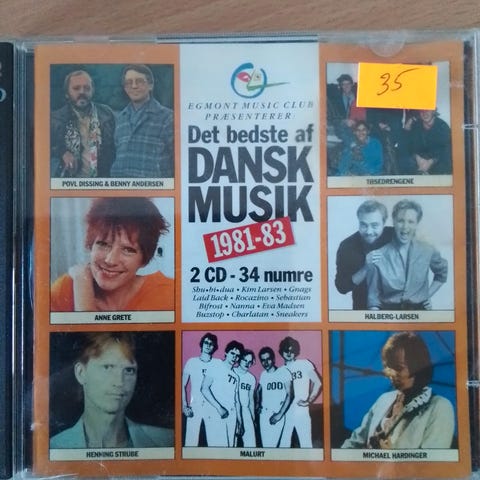 35
EGMONT MUSIC CLUB
PRÆSENTERER
Det bedste af
DANSK
MUSIK
1981-83
2 CD - 34 numre
Shu•bi•dua • Kim Larsen • Gnags
Laid Back • Rocazino • Sebastian
Bifrost • Nanna • Eva Madsen
Buzstop • Charlatan • Sneakers
POVL DISSING & BENNY ANDERSEN
TØSEDRENGENE
ANNE GRETE
HALBERG-LARSEN
HENNING STRUBE
MALURT
MICHAEL HARDINGER